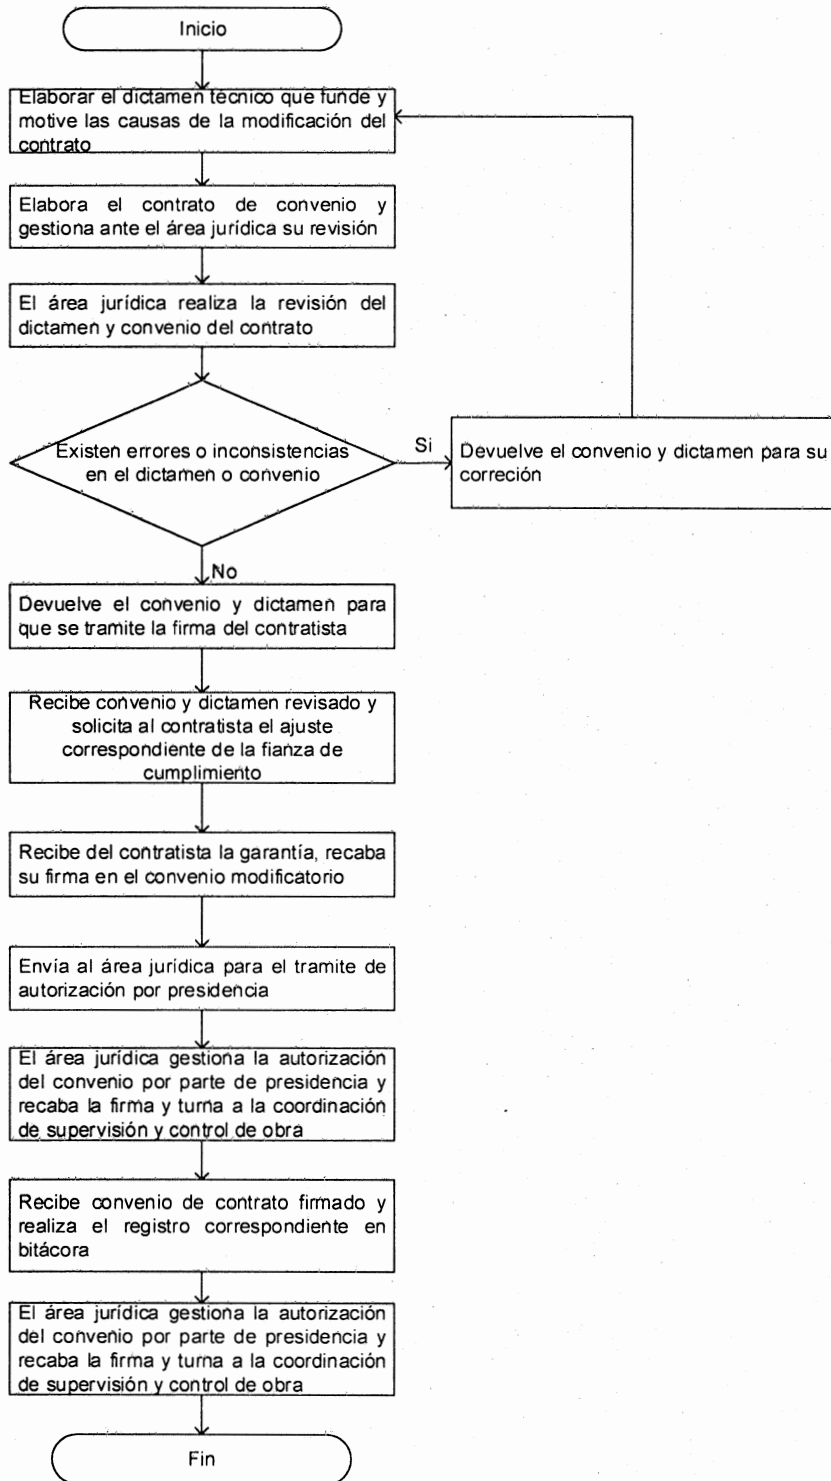 Inicio
Elaborar el dictamen técnico que funde y
motive las causas de la modificación del
contrato
Elabora el contrato de convenio y
gestiona ante el área jurídica su revisión
El área jurídica realiza la revisión del
dictamen y convenio del contrato
Existen errores o inconsistencias
en el dictamen o convenio
Si
Devuelve el convenio y dictamen para su
correción
No
Devuelve el convenio y dictamen para
que se tramite la firma del contratista
Recibe convenio y dictamen revisado y
solicita al contratista el ajuste
correspondiente de la fianza de
cumplimiento
Recibe del contratista la garantía, recaba
su firma en el convenio modificatorio
Envía al área jurídica para el tramite de
autorización por presidencia
El área jurídica gestiona la autorización
del convenio por parte de presidencia y
recaba la firma y turna a la coordinación
de supervisión y control de obra
Recibe convenio de contrato firmado y
realiza el registro correspondiente en
bitácora
El área jurídica gestiona la autorización
del convenio por parte de presidencia y
recaba la firma y turna a la coordinación
de supervisión y control de obra
Fin